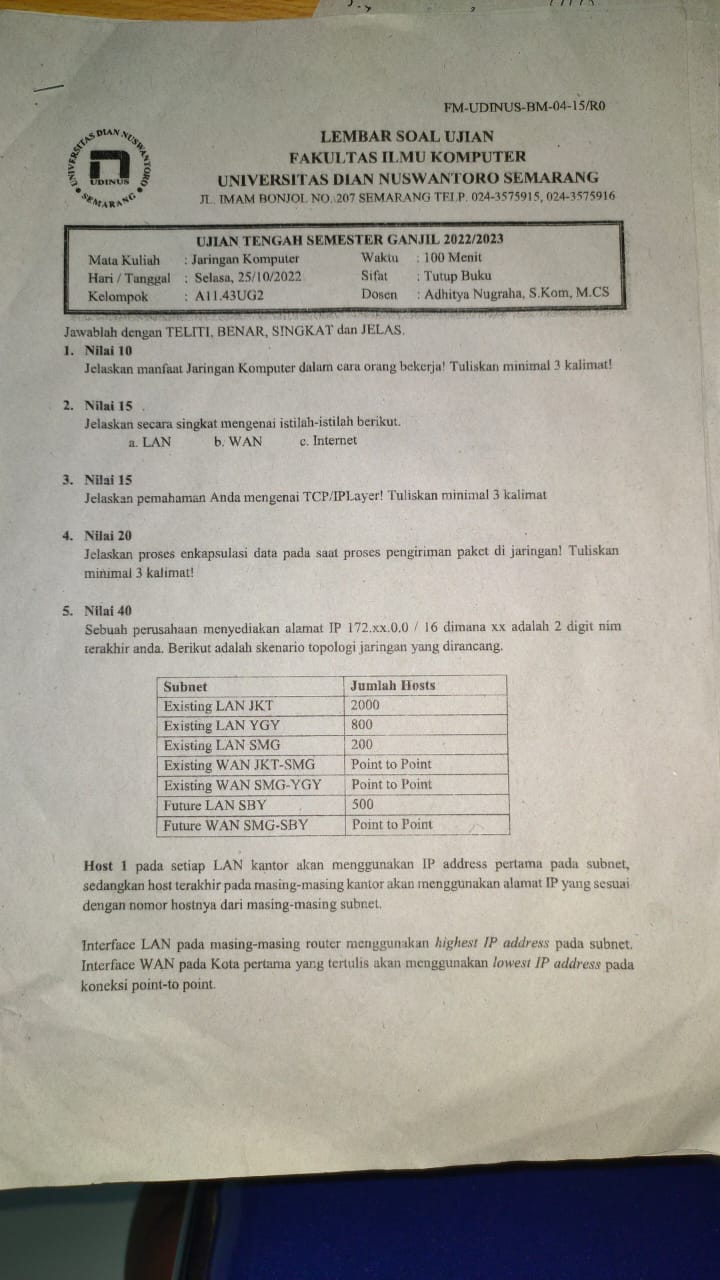 FM-UDINUS-BM-04-15/R0
UNIVERSITAS DIAN NUSWANTORO
UDINUS
SEMARANG
LEMBAR SOAL UJIAN
FAKULTAS ILMU KOMPUTER
UNIVERSITAS DIAN NUSWANTORO SEMARANG
JL. IMAM BONJOL NO. 207 SEMARANG TELP. 024-3575915, 024-3575916
UJIAN TENGAH SEMESTER GANJIL 2022/2023
Mata Kuliah : Jaringan Komputer Waktu : 100 Menit
Hari / Tanggal : Selasa, 25/10/2022 Sifat : Tutup Buku
Kelompok : A11.43UG2 Dosen : Adhitya Nugraha, S.Kom, M.CS
Jawablah dengan TELITI, BENAR, SINGKAT dan JELAS.
1. Nilai 10
Jelaskan manfaat Jaringan Komputer dalam cara orang bekerja! Tuliskan minimal 3 kalimat!
2. Nilai 15
Jelaskan secara singkat mengenai istilah-istilah berikut.
a. LAN b. WAN c. Internet
3. Nilai 15
Jelaskan pemahaman Anda mengenai TCP/IPLayer! Tuliskan minimal 3 kalimat
4. Nilai 20
Jelaskan proses enkapsulasi data pada saat proses pengiriman paket di jaringan! Tuliskan
minimal 3 kalimat!
5. Nilai 40
Sebuah perusahaan menyediakan alamat IP 172.xx.0.0 / 16 dimana xx adalah 2 digit nim
terakhir anda. Berikut adalah skenario topologi jaringan yang dirancang.
Subnet Jumlah Hosts
Existing LAN JKT 2000
Existing LAN YGY 800
Existing LAN SMG 200
Existing WAN JKT-SMG Point to Point
Existing WAN SMG-YGY Point to Point
Future LAN SBY 500
Future WAN SMG-SBY Point to Point
Host 1 pada setiap LAN kantor akan menggunakan IP address pertama pada subnet,
sedangkan host terakhir pada masing-masing kantor akan menggunakan alamat IP yang sesuai
dengan nomor hostnya dari masing-masing subnet.
Interface LAN pada masing-masing router menggunakan highest IP address pada subnet.
Interface WAN pada Kota pertama yang tertulis akan menggunakan lowest IP address pada
koneksi point-to point.